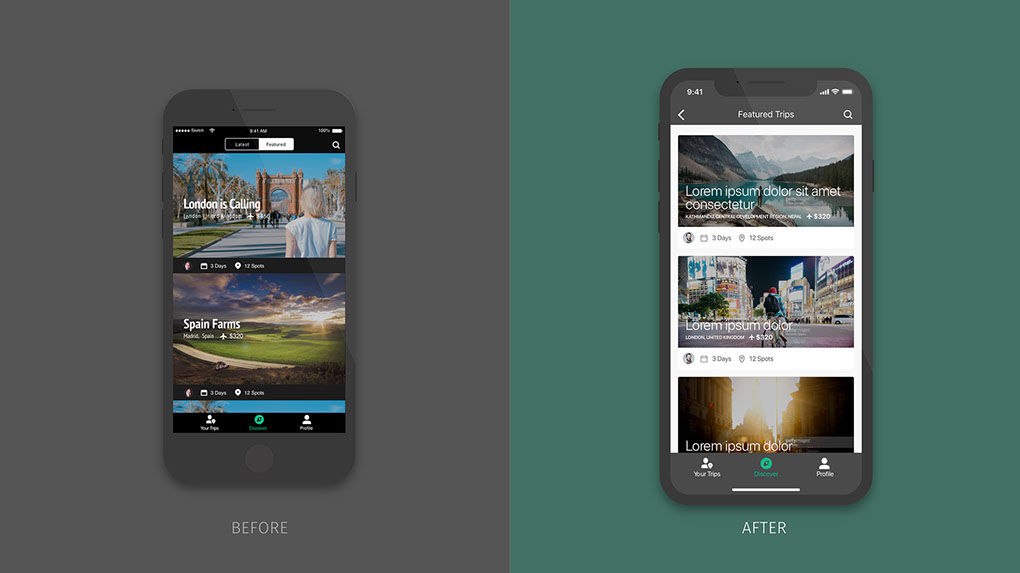 Sketch 9:41 AM 100%
Latest Featured
London is Calling
London United Kingdom $450
3 Days 12 Spots
Spain Farms
Madrid, Spain $320
3 Days 12 Spots
Your Trips Discover Profile
BEFORE
9:41
Featured Trips
Lorem ipsum dolor sit amet
consectetur
KATHMANDU, CENTRAL DEVELOPMENT REGION, NEPAL $320
3 Days 12 Spots
Lorem ipsum dolor
LONDON, UNITED KINGDOM $320
3 Days 12 Spots
gettyimages
Lorem ipsum dolor
Your Trips Discover Profile
AFTER